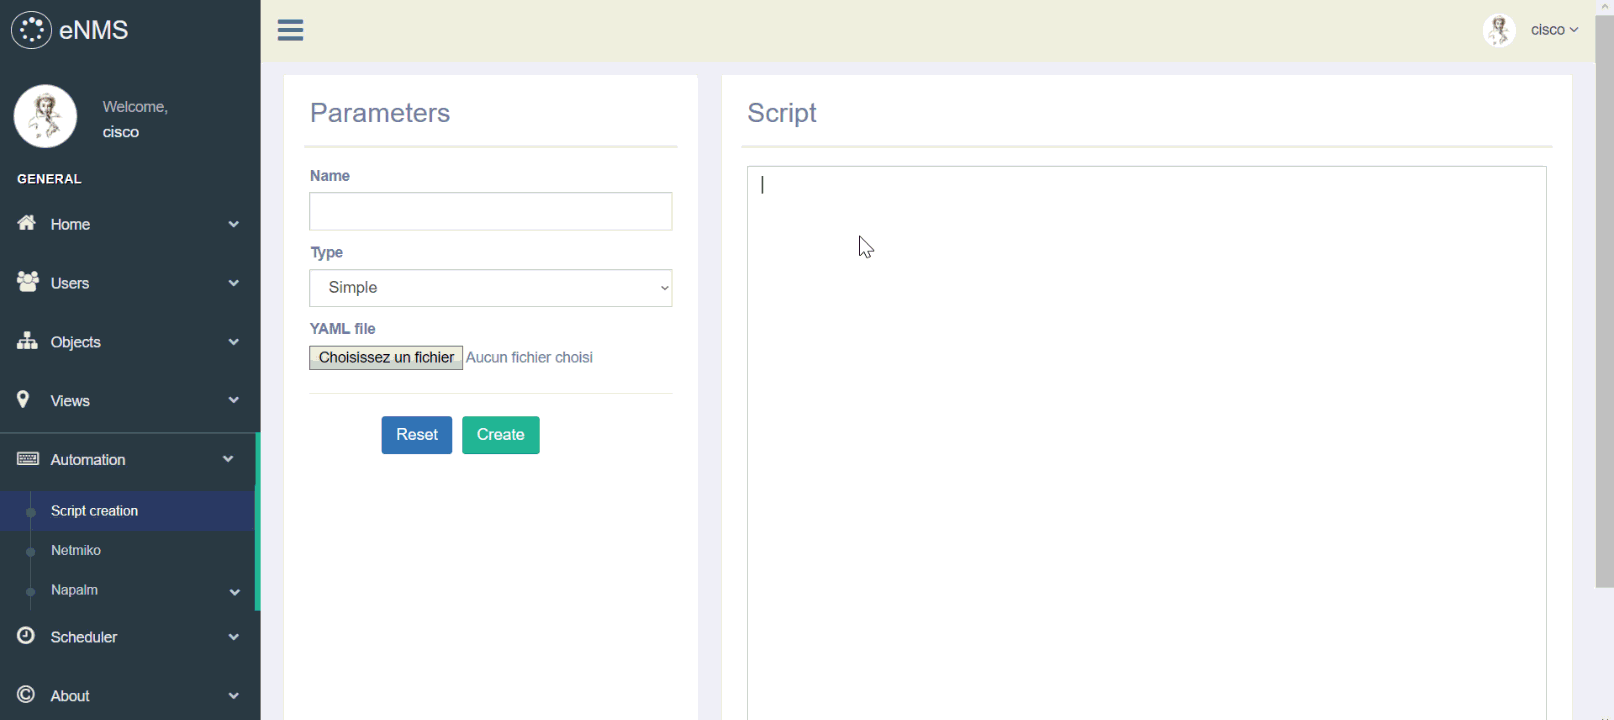 eNMS
cisco
Welcome,
cisco
GENERAL
Home
Users
Objects
Views
Automation
Script creation
Netmiko
Napalm
Scheduler
About
Parameters
Name
Type
Simple
YAML file
Choisissez un fichier Aucun fichier choisi
Reset Create
Script